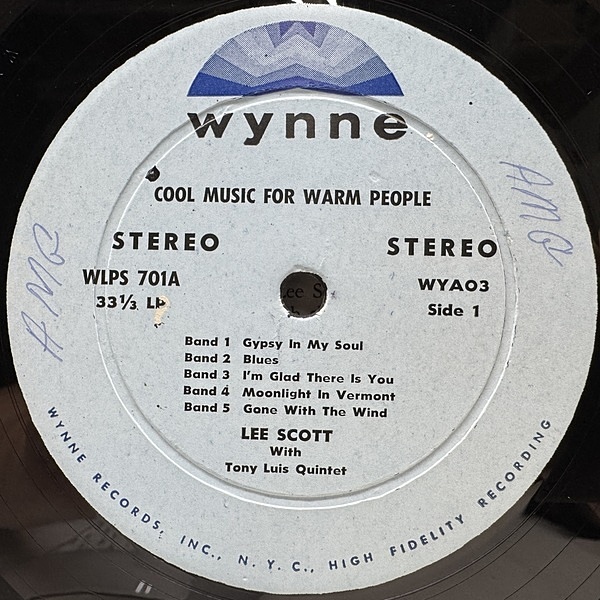 wynne
COOL MUSIC FOR WARM PEOPLE
STEREO STEREO
WLPS 701A WYA03
33⅓ LP Side 1
Band 1 Gypsy In My Soul
Band 2 Blues
Band 3 I'm Glad There Is You
Band 4 Moonlight In Vermont
Band 5 Gone With The Wind
LEE SCOTT
With
Tony Luis Quintet
WYNNE RECORDS, INC., N. Y. C., HIGH FIDELITY RECORDING